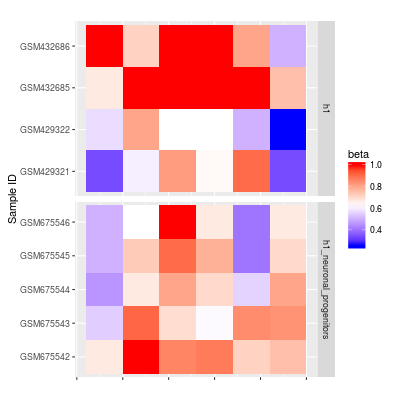 Sample ID
GSM432686
GSM432685
GSM429322
GSM429321
h1
GSM675546
GSM675545
GSM675544
GSM675543
GSM675542
h1_neuronal_progenitors
beta
1.0
0.8
0.6
0.4